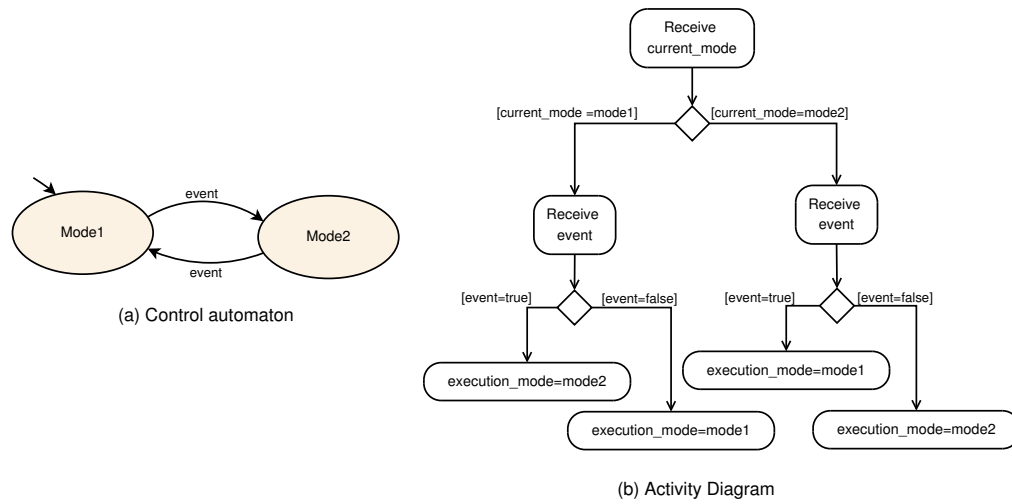 event
Mode1
Mode2
event
(a) Control automaton
Receive
current_mode
[current_mode =mode1]
[current_mode=mode2]
Receive
event
Receive
event
[event=true]
[event=false]
[event=true]
[event=false]
execution_mode=mode2
execution_mode=mode1
execution_mode=mode1
execution_mode=mode2
(b) Activity Diagram